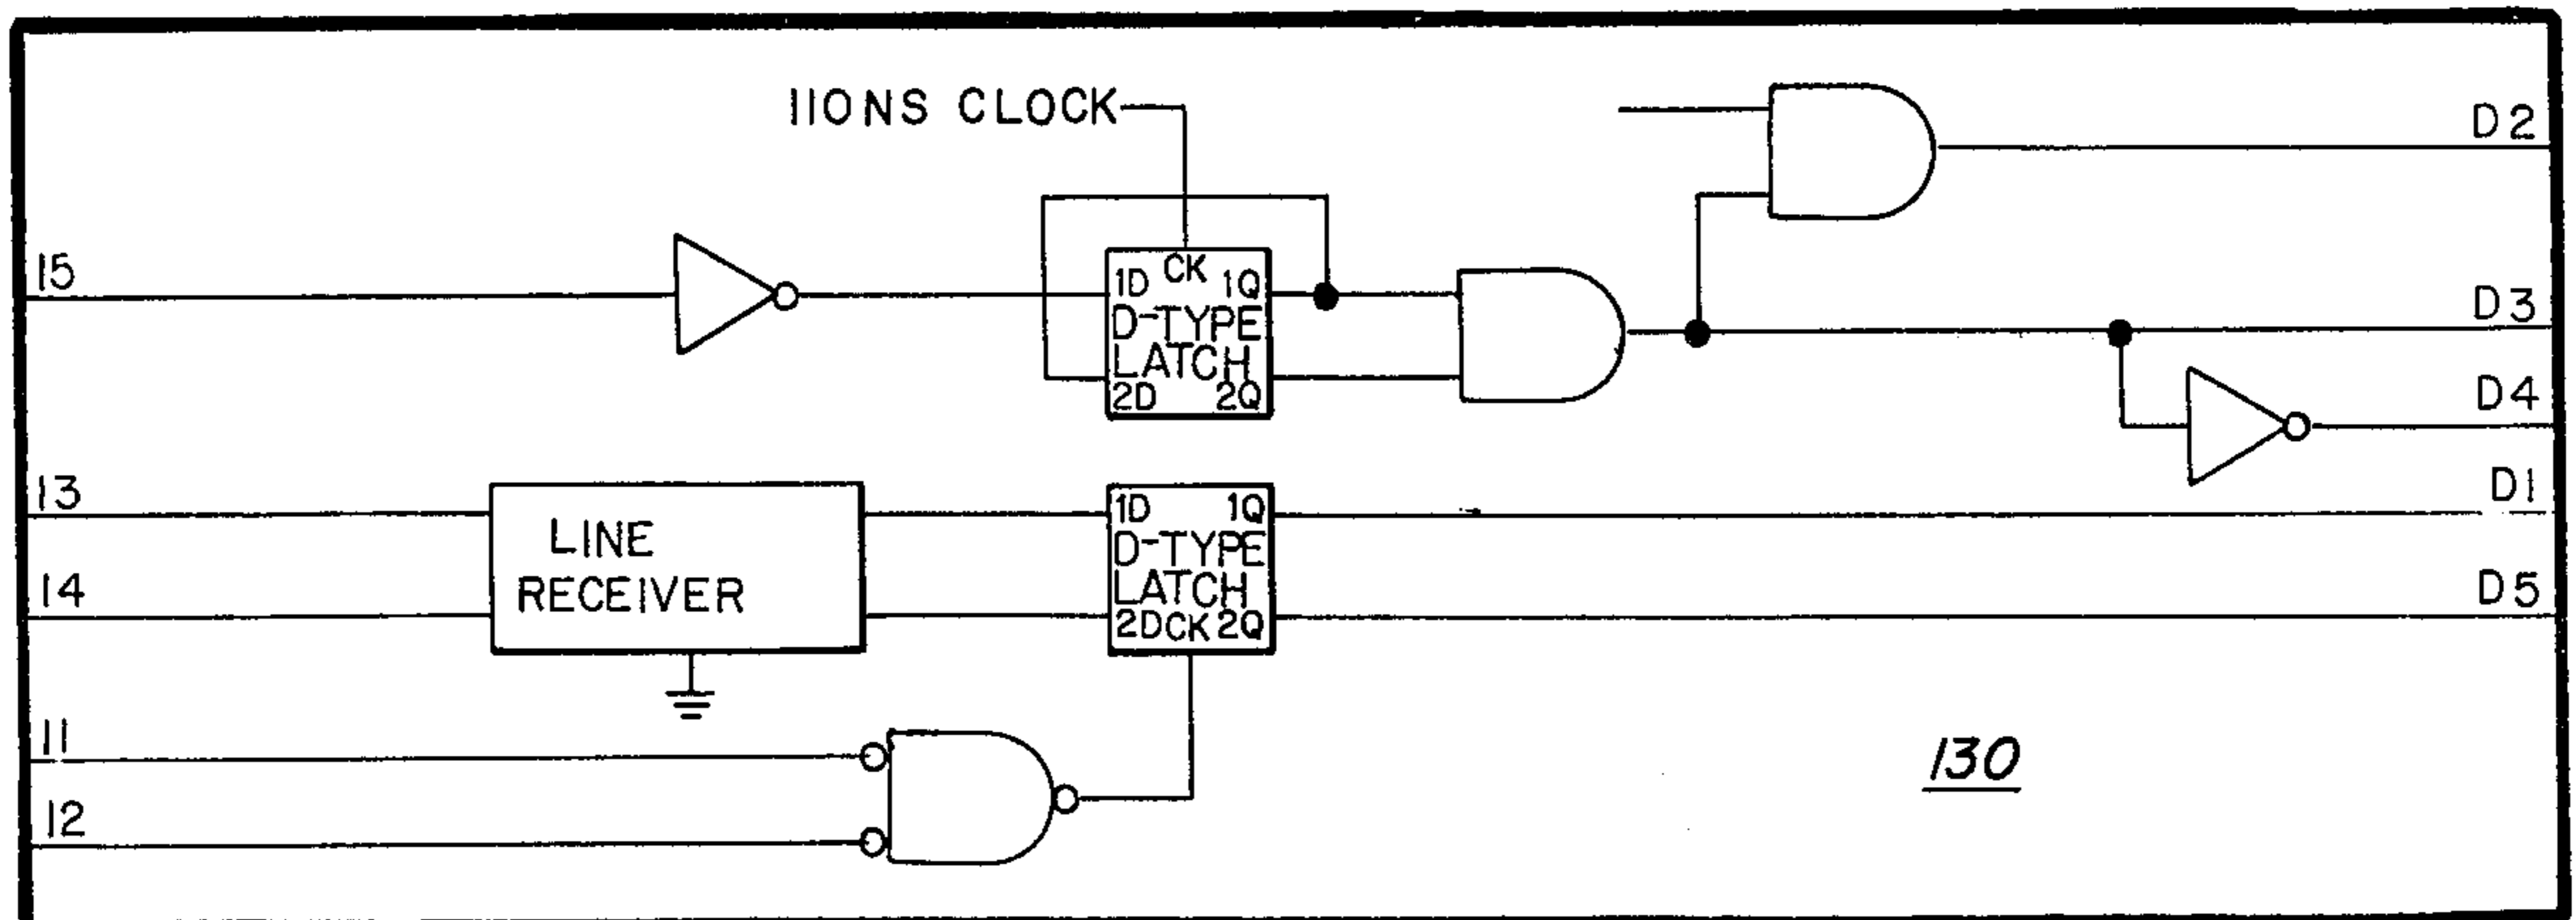 110NS CLOCK
D2
15
CK
1D 1Q
D-TYPE
LATCH
2D 2Q
D3
D4
13
LINE
RECEIVER
14
1D 1Q
D-TYPE
LATCH
2DCK 2Q
D1
D5
11
12
130